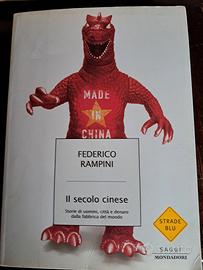 MADE
IN
CHINA
FEDERICO
RAMPINI
Il secolo cinese
Storie di uomini, città e denaro
dalla fabbrica del mondo
STRADE
BLU
SAGGI
MONDADORI